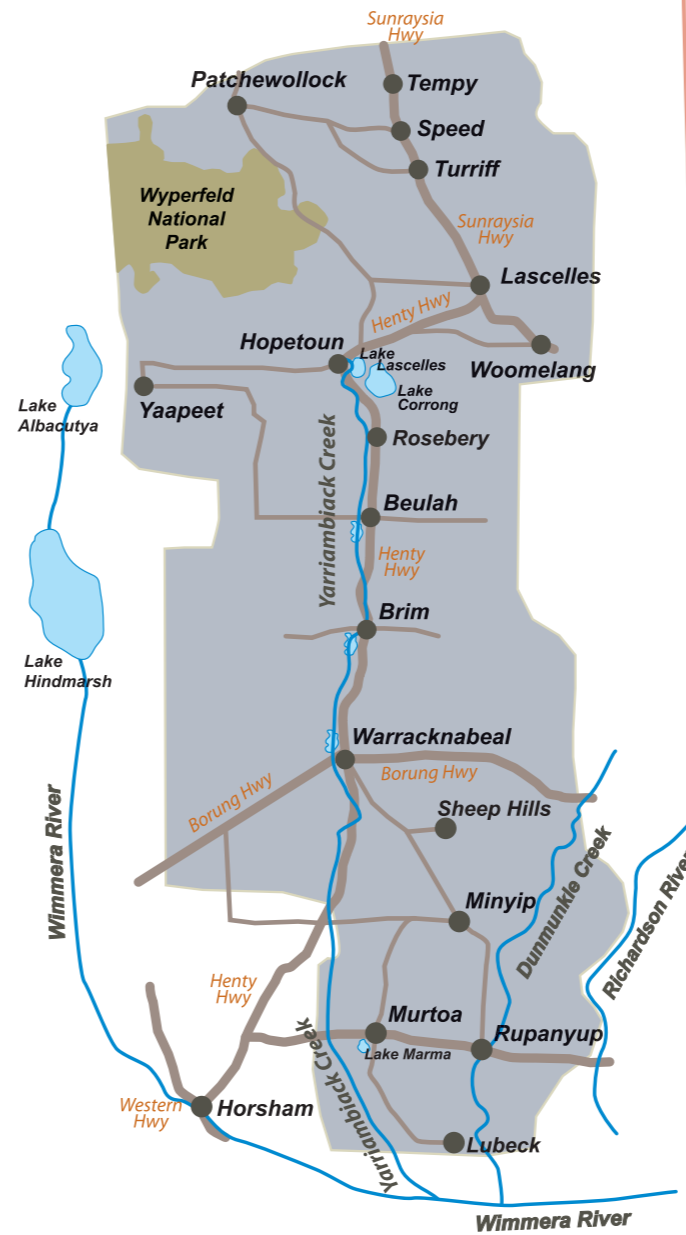 Sunraysia
Hwy
Patchewollock
Tempy
Speed
Turriff
Wyperfeld
National
Park
Sunraysia
Hwy
Lascelles
Henty Hwy
Hopetoun
Lake
Lascelles
Woomelang
Lake
Corrong
Lake
Albacutya
Yaapeet
Rosebery
Yarriambiack Creek
Beulah
Henty
Hwy
Brim
Lake
Hindmarsh
Warracknabeal
Borung Hwy
Borung Hwy
Sheep Hills
Wimmera River
Dunmunkle Creek
Richardson River
Minyip
Henty
Hwy
Murtoa
Rupanyup
Lake Marma
Yarriambiack Creek
Western
Hwy
Horsham
Lubeck
Wimmera River